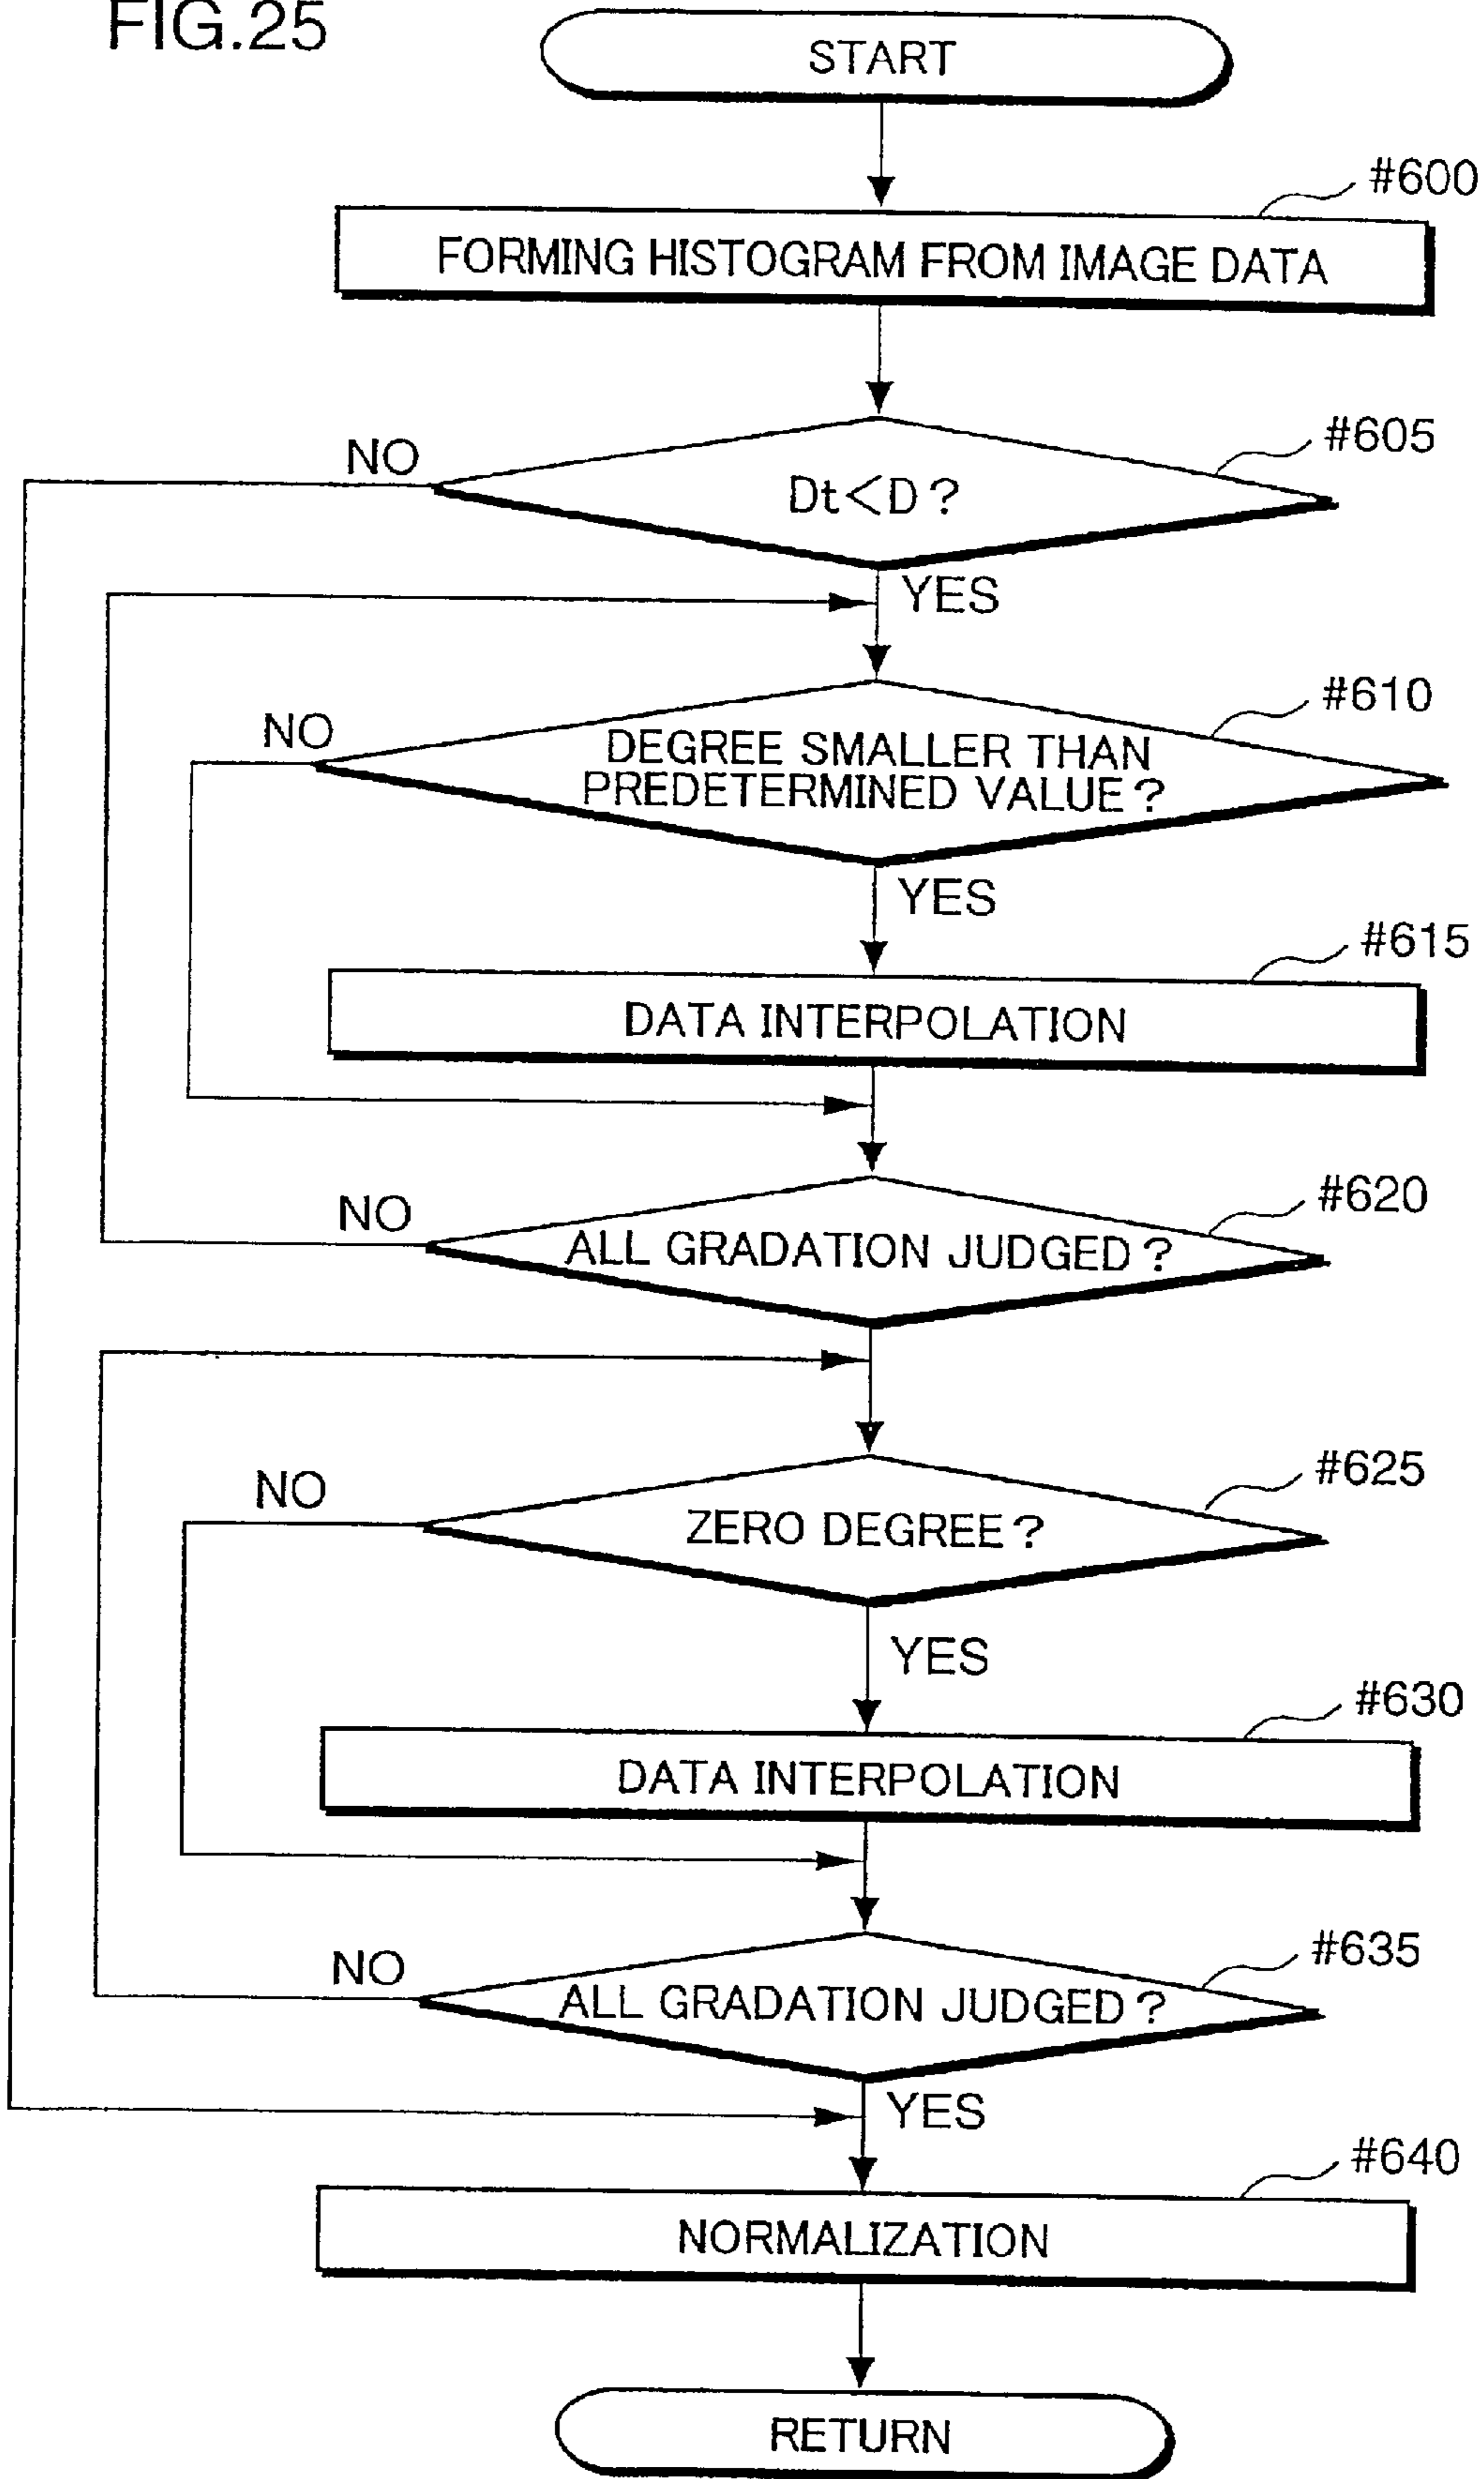 FIG.25
START
#600
FORMING HISTOGRAM FROM IMAGE DATA
#605
NO
Dt<D?
YES
#610
NO
DEGREE SMALLER THAN
PREDETERMINED VALUE?
YES
#615
DATA INTERPOLATION
#620
NO
ALL GRADATION JUDGED?
#625
NO
ZERO DEGREE?
YES
#630
DATA INTERPOLATION
#635
NO
ALL GRADATION JUDGED?
YES
#640
NORMALIZATION
RETURN